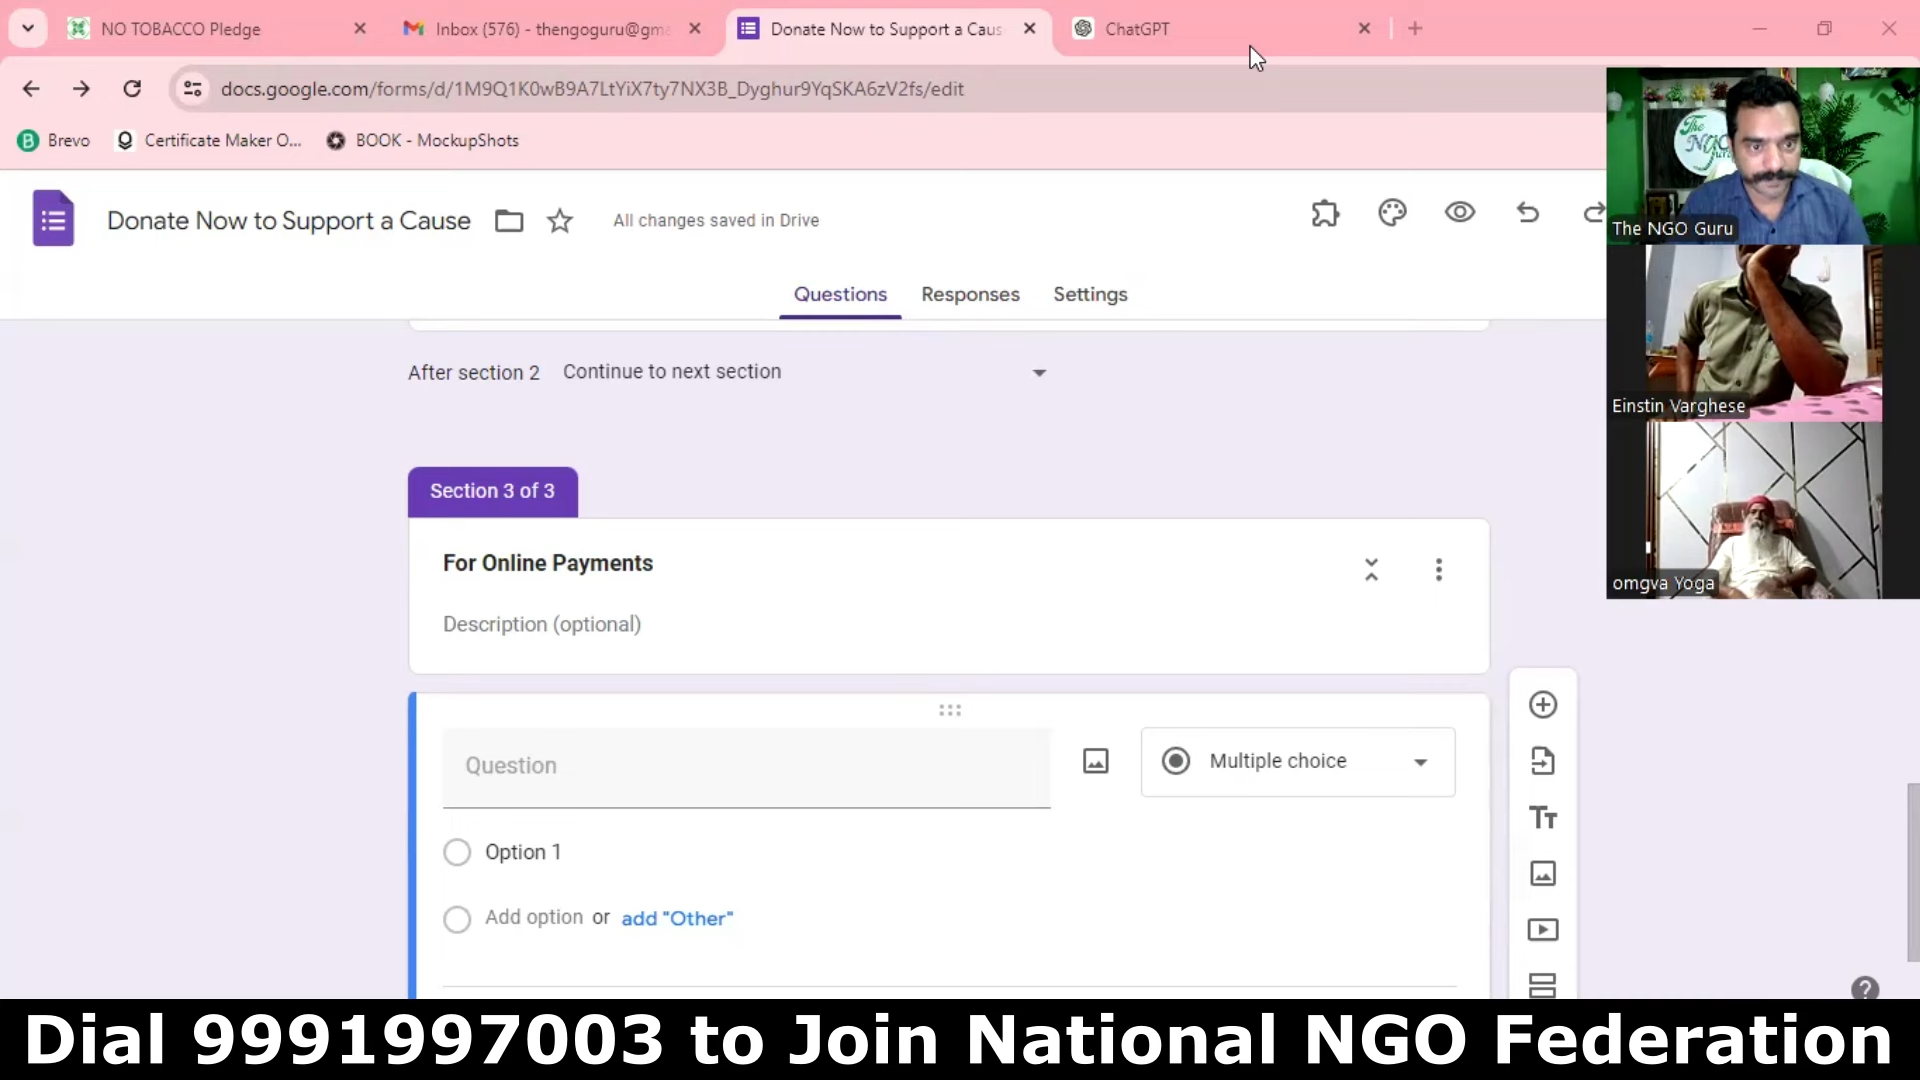 NO TOBACCO Pledge
Inbox (576) - thengoguru@gm
Donate Now to Support a Caus
ChatGPT
docs.google.com/forms/d/1M9Q1K0wB9A7LtYiX7ty7NX3B_Dyghur9YqSKA6zV2fs/edit
Brevo
Certificate Maker O...
BOOK - MockupShots
Donate Now to Support a Cause
All changes saved in Drive
Questions
Responses
Settings
The NGO Guru
After section 2
Continue to next section
Einstin Varghese
Section 3 of 3
For Online Payments
Description (optional)
omgva Yoga
Question
Multiple choice
Option 1
Add option or add "Other"
Dial 9991997003 to Join National NGO Federation